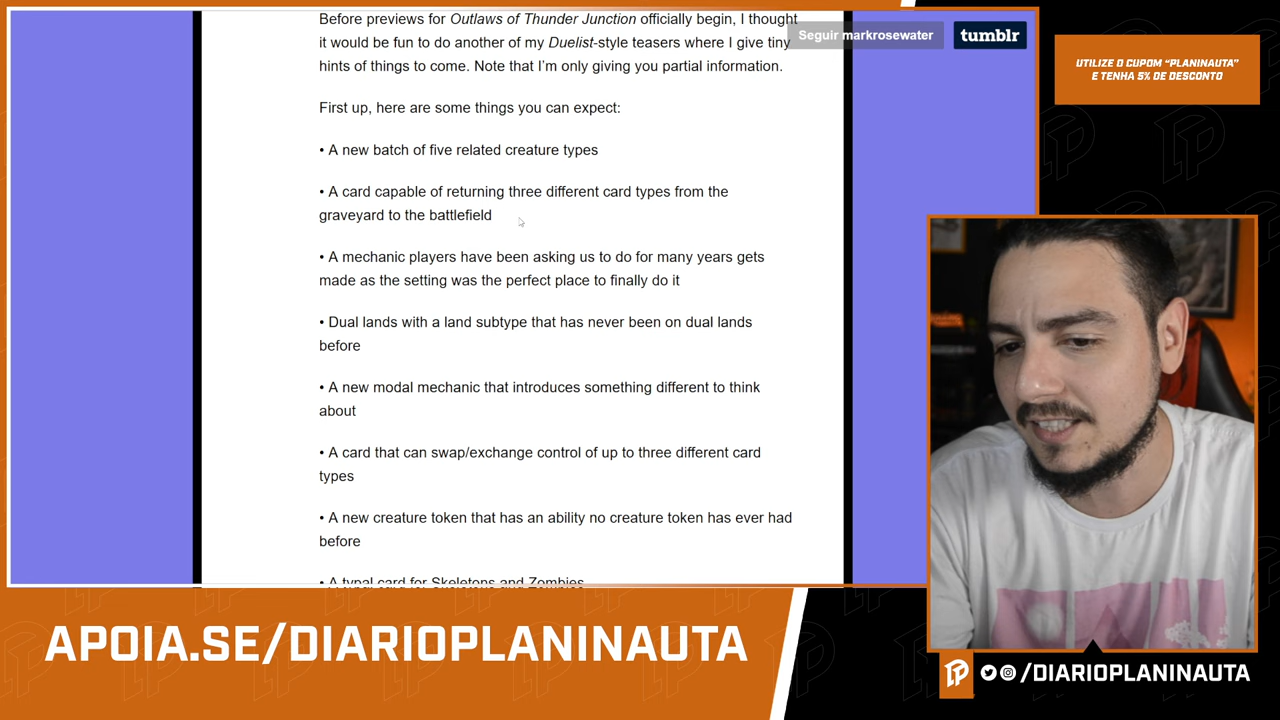 Before previews for Outlaws of Thunder Junction officially begin, I thought
it would be fun to do another of my Duelist-style teasers where I give tiny
hints of things to come. Note that I'm only giving you partial information.
First up, here are some things you can expect:
• A new batch of five related creature types
• A card capable of returning three different card types from the
graveyard to the battlefield
• A mechanic players have been asking us to do for many years gets
made as the setting was the perfect place to finally do it
• Dual lands with a land subtype that has never been on dual lands
before
• A new modal mechanic that introduces something different to think
about
• A card that can swap/exchange control of up to three different card
types
• A new creature token that has an ability no creature token has ever had
before
• A typal card for Skeletons and Zombies
Seguir markrosewater
tumblr
UTILIZE O CUPOM "PLANINAUTA"
E TENHA 5% DE DESCONTO
APOIA.SE/DIARIOPLANINAUTA
/DIARIOPLANINAUTA